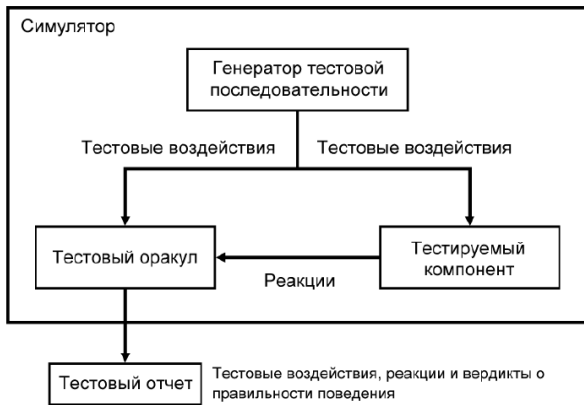 Симулятор
Генератор тестовой
последовательности
Тестовые воздействия
Тестовые воздействия
Тестовый оракул
Тестируемый
компонент
Реакции
Тестовый отчет
Тестовые воздействия, реакции и вердикты о
правильности поведения